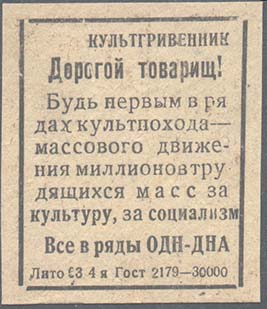 КУЛЬТГРИВЕННИК
Дорогой товарищ!
Будь первым в ря
дах культпохода—
массового движе-
ния миллионов тру
дящихся масс за
культуру, за социализм
Все в ряды ОДН-ДНА
Лито 83 4 я Гост 2179—30000